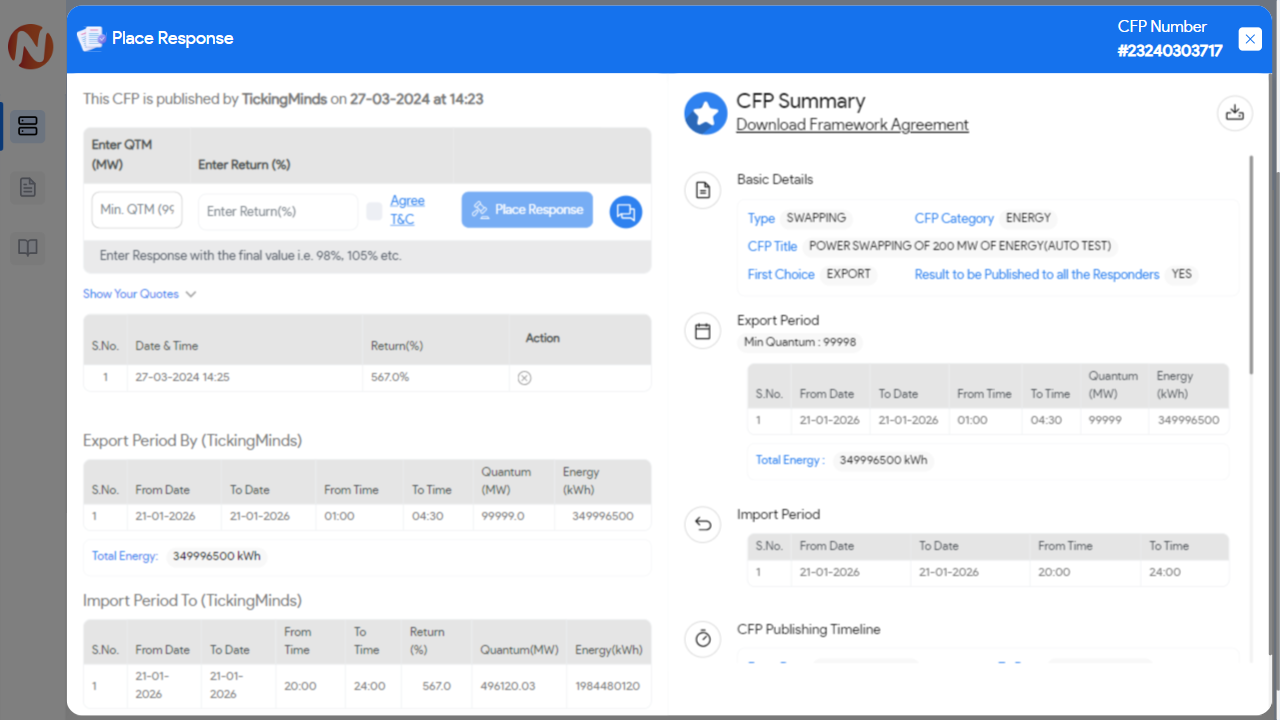 Place Response
CFP Number
#23240303717
This CFP is published by TickingMinds on 27-03-2024 at 14:23
Enter QTM (MW)
Enter Return (%)
Min. QTM (99
Enter Return(%)
Agree T&C
Place Response
Enter Response with the final value i.e. 98%, 105% etc.
Show Your Quotes
S.No. Date & Time Return(%) Action
1 27-03-2024 14:25 567.0%
Export Period By (TickingMinds)
S.No. From Date To Date From Time To Time Quantum (MW) Energy (kWh)
1 21-01-2026 21-01-2026 01:00 04:30 99999.0 349996500
Total Energy: 349996500 kWh
Import Period To (TickingMinds)
S.No. From Date To Date From Time To Time Return (%) Quantum(MW) Energy(kWh)
1 21-01-2026 21-01-2026 20:00 24:00 567.0 496120.03 1984480120
CFP Summary
Download Framework Agreement
Basic Details
Type SWAPPING CFP Category ENERGY
CFP Title POWER SWAPPING OF 200 MW OF ENERGY(AUTO TEST)
First Choice EXPORT Result to be Published to all the Responders YES
Export Period
Min Quantum : 99998
S.No. From Date To Date From Time To Time Quantum (MW) Energy (kWh)
1 21-01-2026 21-01-2026 01:00 04:30 99999 349996500
Total Energy : 349996500 kWh
Import Period
S.No. From Date To Date From Time To Time
1 21-01-2026 21-01-2026 20:00 24:00
CFP Publishing Timeline